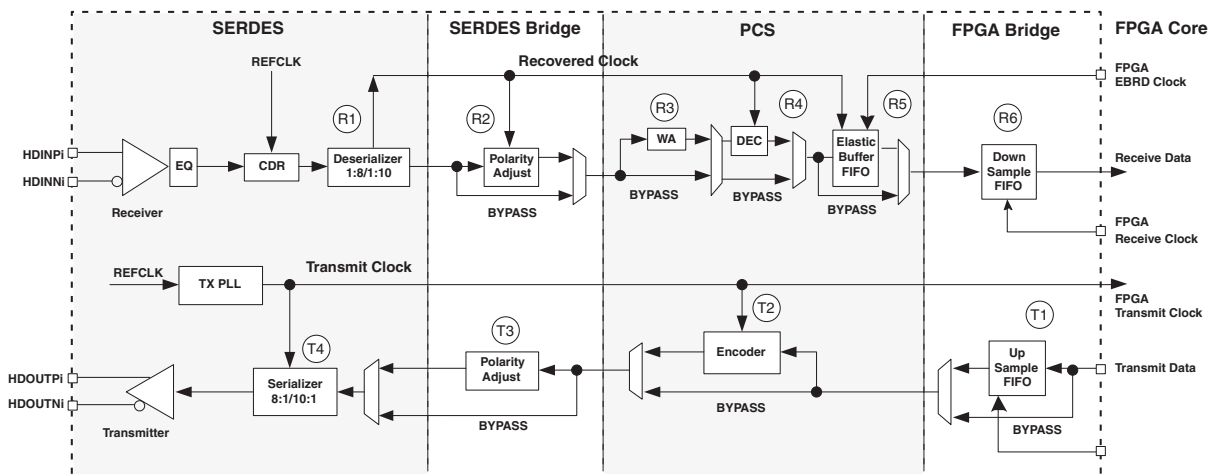 SERDES
SERDES Bridge
PCS
FPGA Bridge
FPGA Core
REFCLK
Recovered Clock
FPGA
EBRD Clock
R1
R2
R3
R4
R5
R6
HDINPi
HDINNi
EQ
CDR
Deserializer
1:8/1:10
Polarity
Adjust
WA
DEC
Elastic
Buffer
FIFO
Down
Sample
FIFO
Receive Data
Receiver
BYPASS
BYPASS
BYPASS
BYPASS
FPGA
Receive Clock
REFCLK
TX PLL
Transmit Clock
FPGA
Transmit Clock
T4
T3
T2
T1
HDOUTPi
HDOUTNi
Serializer
8:1/10:1
Polarity
Adjust
Encoder
Up
Sample
FIFO
Transmit Data
Transmitter
BYPASS
BYPASS
BYPASS